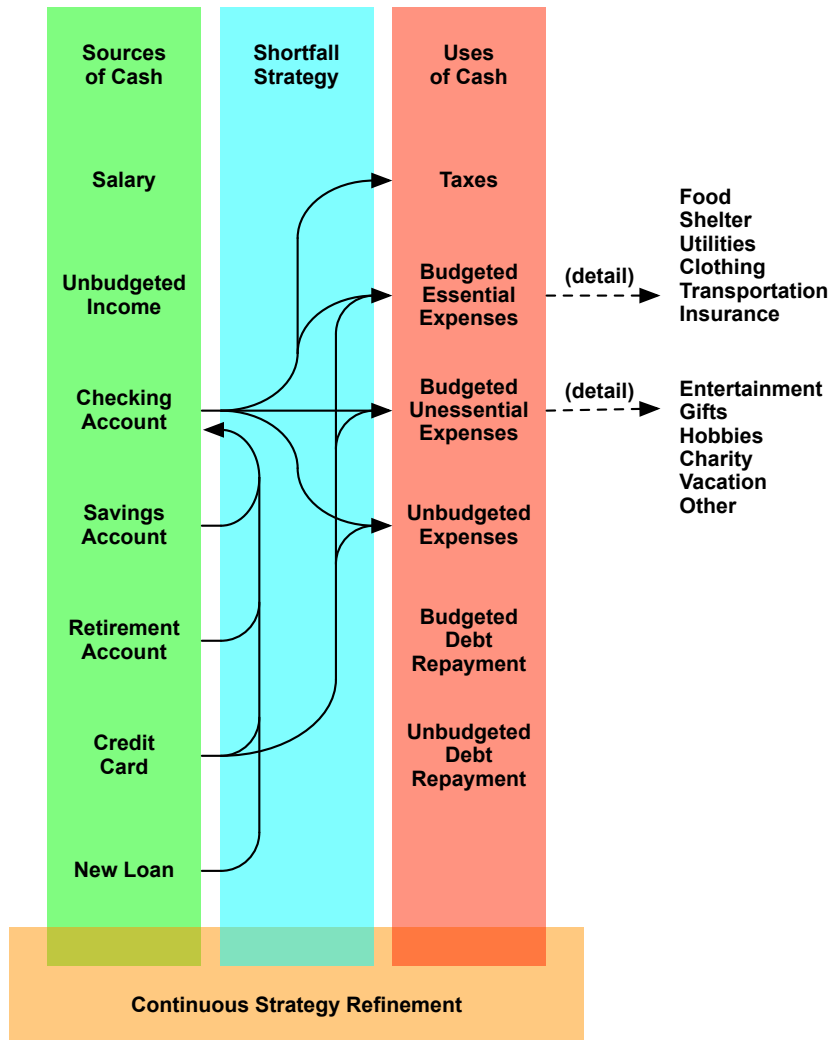 Sources
of Cash
Shortfall
Strategy
Uses
of Cash
Salary
Taxes
Unbudgeted
Income
Budgeted
Essential
Expenses
(detail)
Food
Shelter
Utilities
Clothing
Transportation
Insurance
Checking
Account
Budgeted
Unessential
Expenses
(detail)
Entertainment
Gifts
Hobbies
Charity
Vacation
Other
Savings
Account
Unbudgeted
Expenses
Retirement
Account
Budgeted
Debt
Repayment
Credit
Card
Unbudgeted
Debt
Repayment
New Loan
Continuous Strategy Refinement